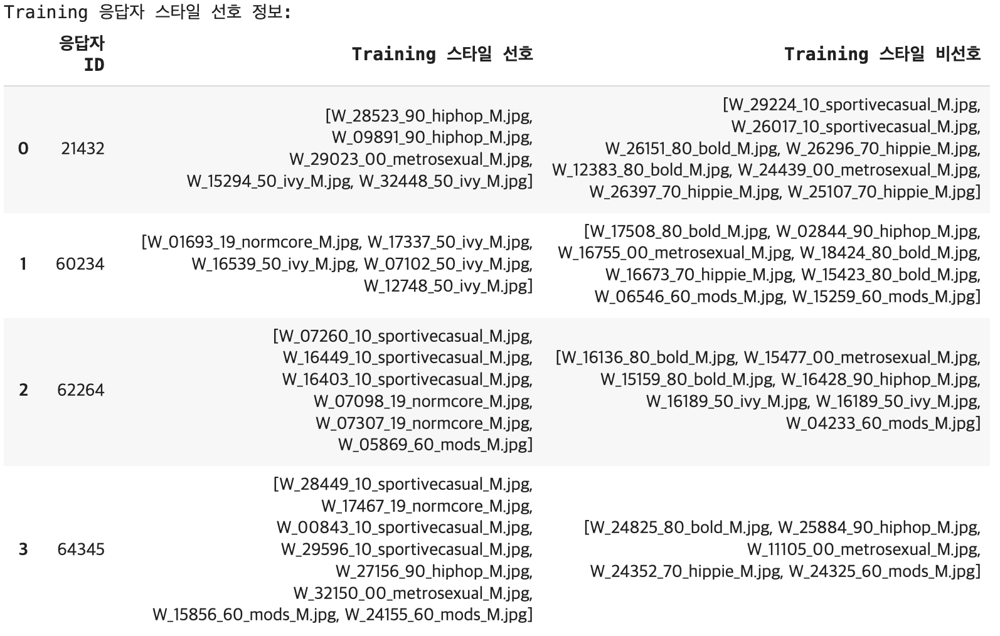 Training 응답자 스타일 선호 정보:
응답자
ID
Training 스타일 선호
Training 스타일 비선호
0
21432
[W_28523_90_hiphop_M.jpg,
W_09891_90_hiphop_M.jpg,
W_29023_00_metrosexual_M.jpg,
W_15294_50_ivy_M.jpg, W_32448_50_ivy_M.jpg]
[W_29224_10_sportivecasual_M.jpg,
W_26017_10_sportivecasual_M.jpg,
W_26151_80_bold_M.jpg, W_26296_70_hippie_M.jpg,
W_12383_80_bold_M.jpg, W_24439_00_metrosexual_M.jpg,
W_26397_70_hippie_M.jpg, W_25107_70_hippie_M.jpg]
1
60234
[W_01693_19_normcore_M.jpg, W_17337_50_ivy_M.jpg,
W_16539_50_ivy_M.jpg, W_07102_50_ivy_M.jpg,
W_12748_50_ivy_M.jpg]
[W_17508_80_bold_M.jpg, W_02844_90_hiphop_M.jpg,
W_16755_00_metrosexual_M.jpg, W_18424_80_bold_M.jpg,
W_16673_70_hippie_M.jpg, W_15423_80_bold_M.jpg,
W_06546_60_mods_M.jpg, W_15259_60_mods_M.jpg]
2
62264
[W_07260_10_sportivecasual_M.jpg,
W_16449_10_sportivecasual_M.jpg,
W_16403_10_sportivecasual_M.jpg,
W_07098_19_normcore_M.jpg,
W_07307_19_normcore_M.jpg,
W_05869_60_mods_M.jpg]
[W_16136_80_bold_M.jpg, W_15477_00_metrosexual_M.jpg,
W_15159_80_bold_M.jpg, W_16428_90_hiphop_M.jpg,
W_16189_50_ivy_M.jpg, W_16189_50_ivy_M.jpg,
W_04233_60_mods_M.jpg]
3
64345
[W_28449_10_sportivecasual_M.jpg,
W_17467_19_normcore_M.jpg,
W_00843_10_sportivecasual_M.jpg,
W_29596_10_sportivecasual_M.jpg,
W_27156_90_hiphop_M.jpg,
W_32150_00_metrosexual_M.jpg,
W_15856_60_mods_M.jpg, W_24155_60_mods_M.jpg]
[W_24825_80_bold_M.jpg, W_25884_90_hiphop_M.jpg,
W_11105_00_metrosexual_M.jpg,
W_24352_70_hippie_M.jpg, W_24325_60_mods_M.jpg]